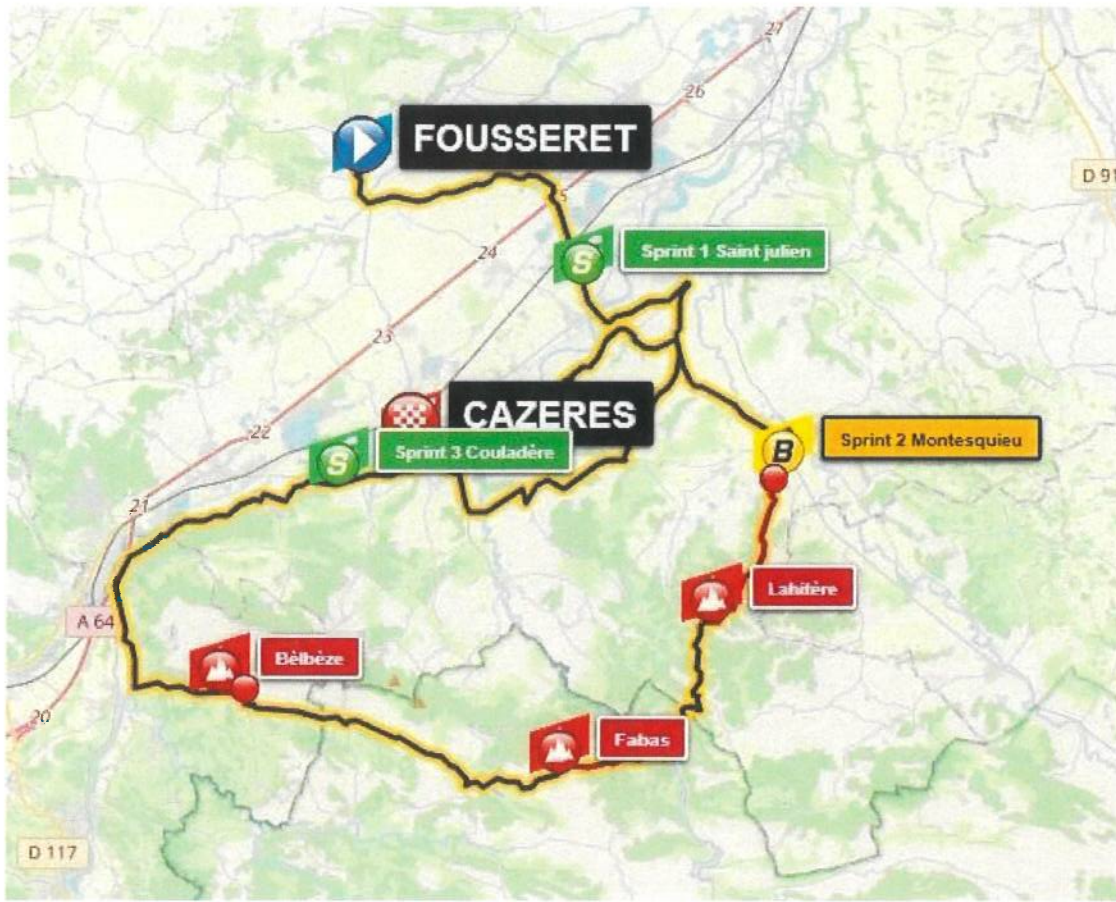 27
26
FOUSSERET
D 91
5
Sprint 1 Saint julien
S
24
23
CAZERES
22
Sprint 3 Couladère
S
B
Sprint 2 Montesquieu
21
Lahitère
A 64
Bèlbèze
20
Fabas
D 117